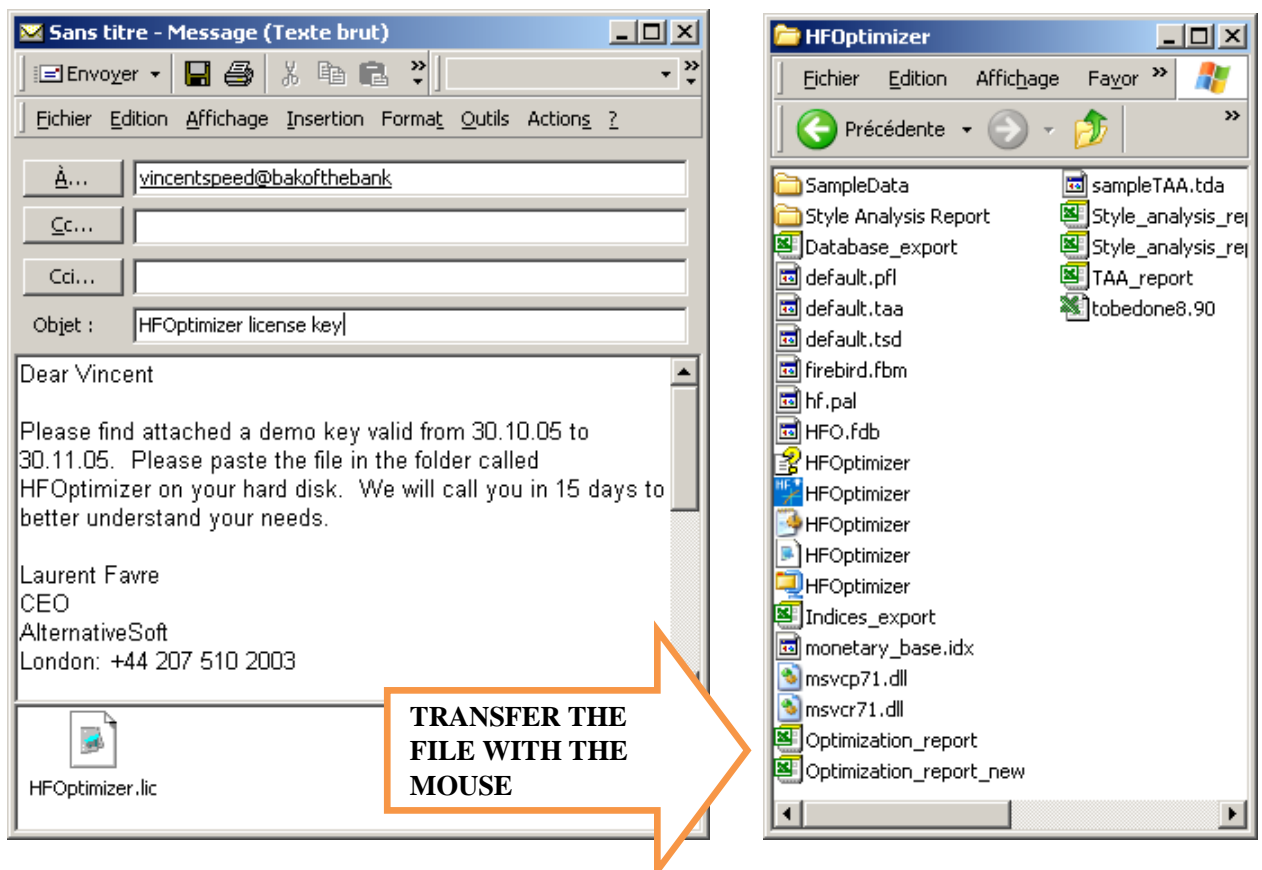 Sans titre - Message (Texte brut)
Envoyer
Fichier Edition Affichage Insertion Format Outils Actions ?
À... vincentspeed@bakofthebank
Cc...
Cci...
Objet : HFOptimizer license key
Dear Vincent
Please find attached a demo key valid from 30.10.05 to
30.11.05. Please paste the file in the folder called
HFOptimizer on your hard disk. We will call you in 15 days to
better understand your needs.
Laurent Favre
CEO
AlternativeSoft
London: +44 207 510 2003
HFOptimizer.lic
TRANSFER THE
FILE WITH THE
MOUSE
HFOptimizer
Fichier Edition Affichage Favor
Précédente
SampleData
Style Analysis Report
Database_export
default.pfl
default.taa
default.tsd
firebird.fbm
hf.pal
HFO.fdb
HFOptimizer
HF
HFOptimizer
HFOptimizer
HFOptimizer
HFOptimizer
Indices_export
monetary_base.idx
msvcp71.dll
msvcr71.dll
Optimization_report
Optimization_report_new
sampleTAA.tda
Style_analysis_rep
Style_analysis_rep
TAA_report
tobedone8.90